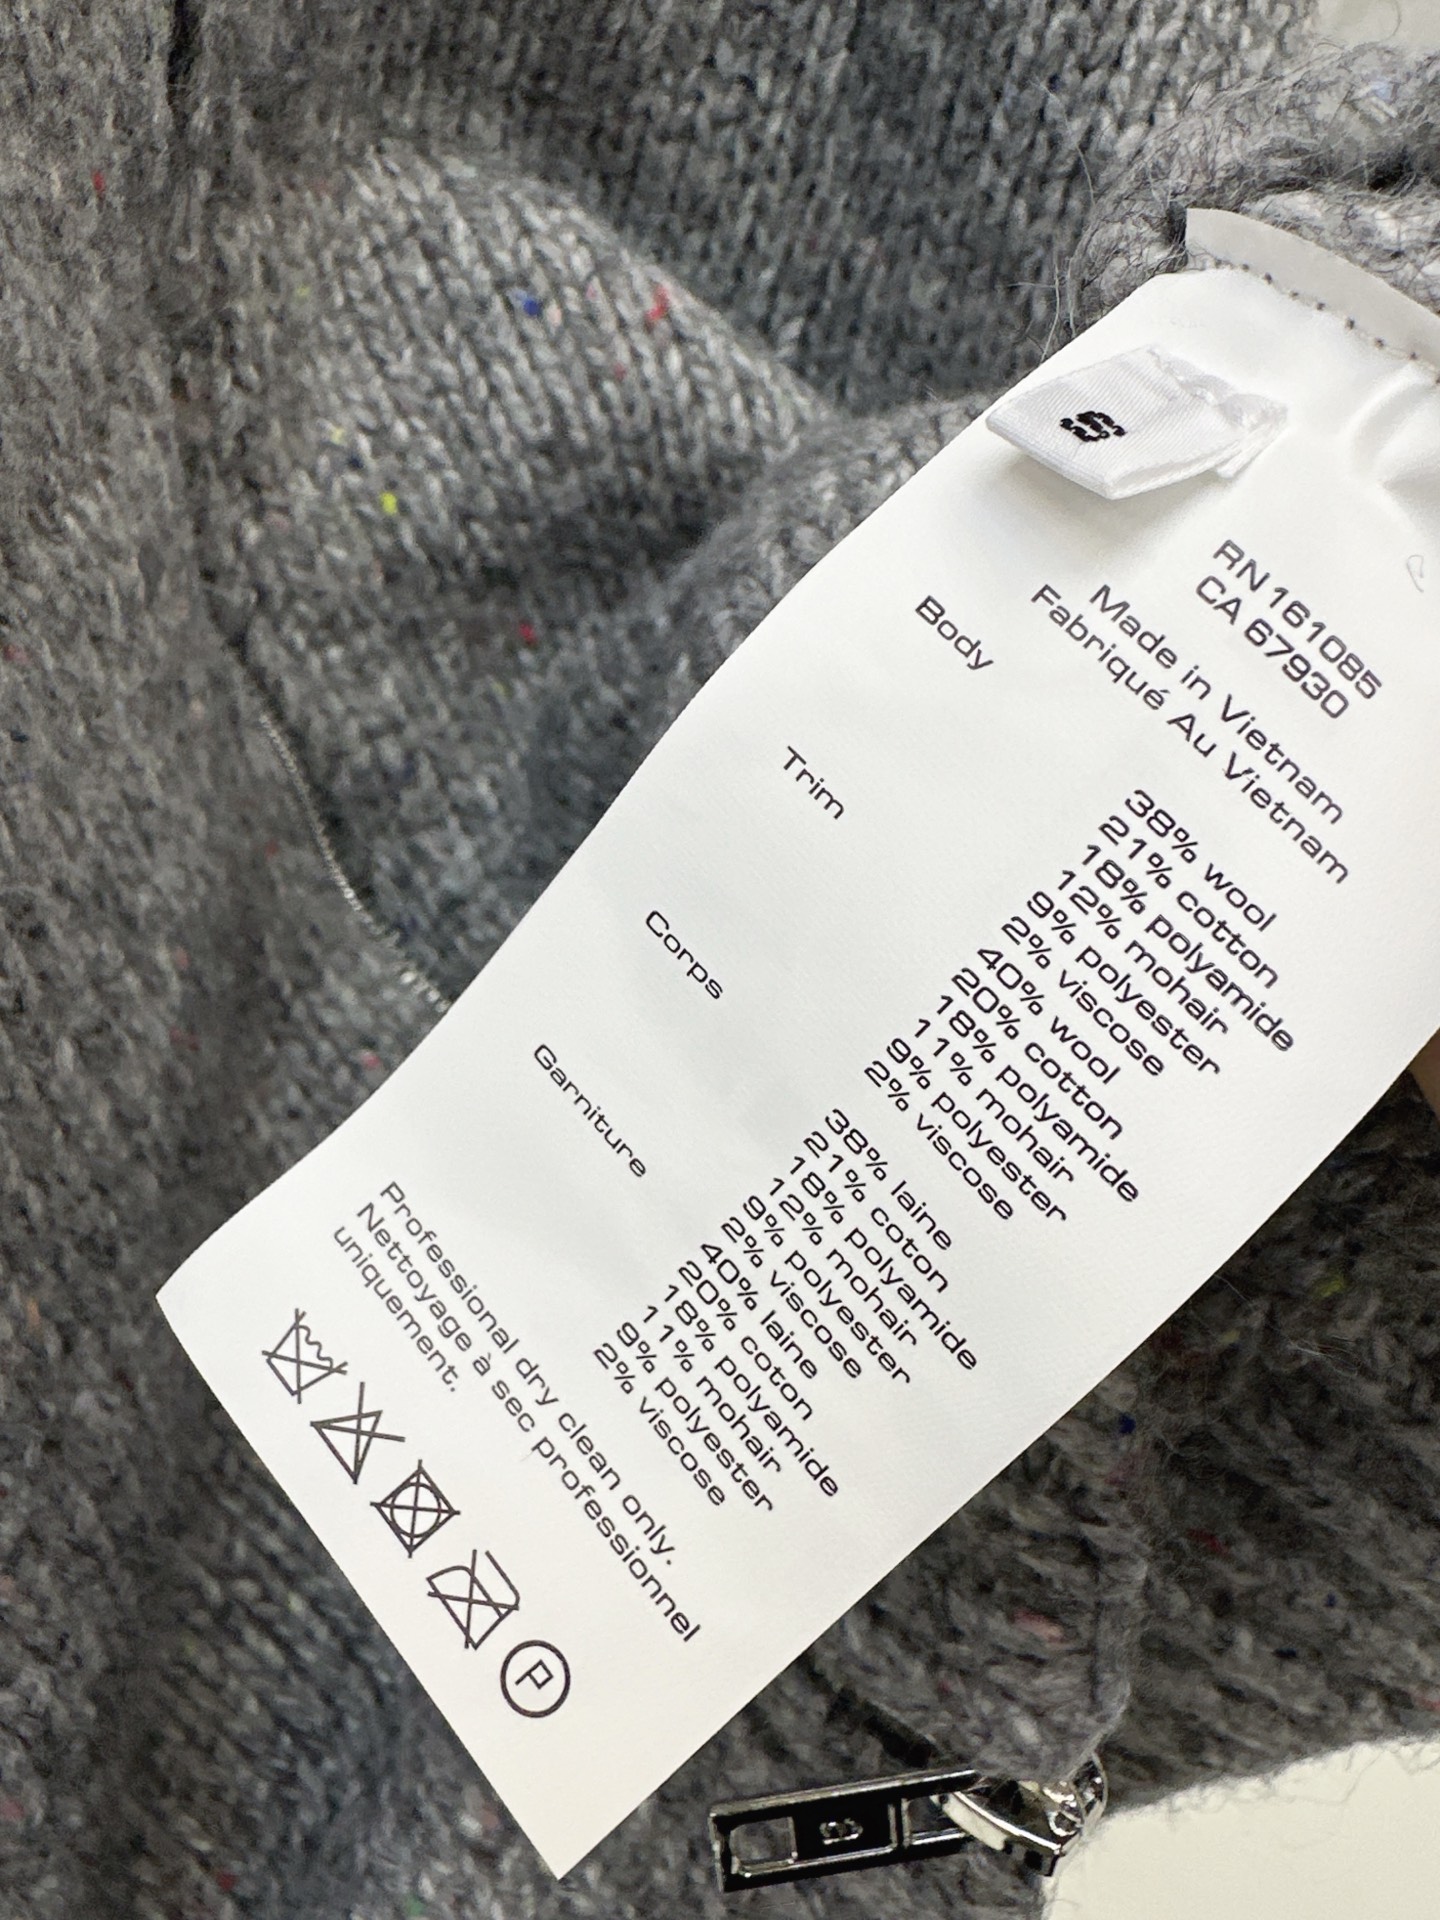 S
RN 161085
CA 67930
Made in Vietnam
Fabriqué Au Vietnam
Body 38% wool
21% cotton
18% polyamide
12% mohair
9% polyester
2% viscose
Trim 40% wool
20% cotton
18% polyamide
11% mohair
9% polyester
2% viscose
Corps 38% laine
21% coton
18% polyamide
12% mohair
9% polyester
2% viscose
Garniture 40% laine
20% coton
18% polyamide
11% mohair
9% polyester
2% viscose
Professional dry clean only.
Nettoyage à sec professionnel
uniquement.
P